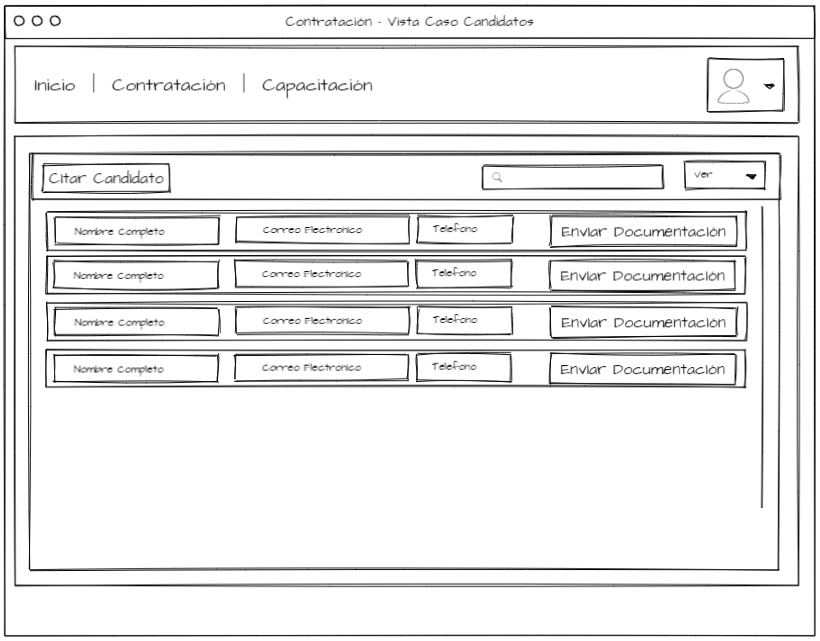 Contratación - Vista Caso Candidatos
Inicio | Contratación | Capacitación
Citar Candidato Ver
Nombre Completo Correo Electronico Telefono Enviar Documentación
Nombre Completo Correo Electronico Telefono Enviar Documentación
Nombre Completo Correo Electronico Telefono Enviar Documentación
Nombre Completo Correo Electronico Telefono Enviar Documentación